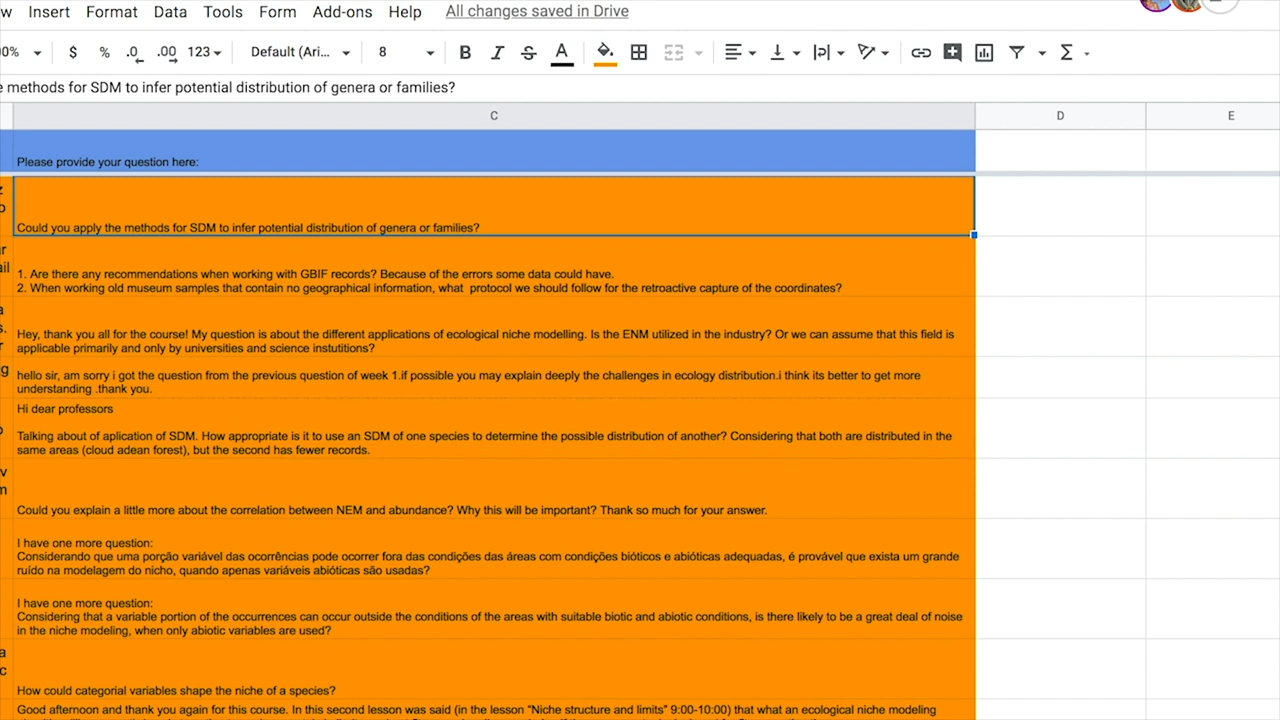 w Insert Format Data Tools Form Add-ons Help All changes saved in Drive
0% $ % .0 .00 123 Default (Ari... 8 B I S A
methods for SDM to infer potential distribution of genera or families?
C D E
Please provide your question here:
Could you apply the methods for SDM to infer potential distribution of genera or families?
1. Are there any recommendations when working with GBIF records? Because of the errors some data could have.
2. When working old museum samples that contain no geographical information, what protocol we should follow for the retroactive capture of the coordinates?
Hey, thank you all for the course! My question is about the different applications of ecological niche modelling. Is the ENM utilized in the industry? Or we can assume that this field is
applicable primarily and only by universities and science instutitions?
hello sir, am sorry i got the question from the previous question of week 1.if possible you may explain deeply the challenges in ecology distribution.i think its better to get more
understanding .thank you.
Hi dear professors
Talking about of aplication of SDM. How appropriate is it to use an SDM of one species to determine the possible distribution of another? Considering that both are distributed in the
same areas (cloud adean forest), but the second has fewer records.
Could you explain a little more about the correlation between NEM and abundance? Why this will be important? Thank so much for your answer.
I have one more question:
Considerando que uma porção variável das ocorrências pode ocorrer fora das condições das áreas com condições bióticos e abióticas adequadas, é provável que exista um grande
ruído na modelagem do nicho, quando apenas variáveis abióticas são usadas?
I have one more question:
Considering that a variable portion of the occurrences can occur outside the conditions of the areas with suitable biotic and abiotic conditions, is there likely to be a great deal of noise
in the niche modeling, when only abiotic variables are used?
How could categorial variables shape the niche of a species?
Good afternoon and thank you again for this course. In this second lesson was said (in the lesson "Niche structure and limits" 9:00-10:00) that what an ecological niche modeling